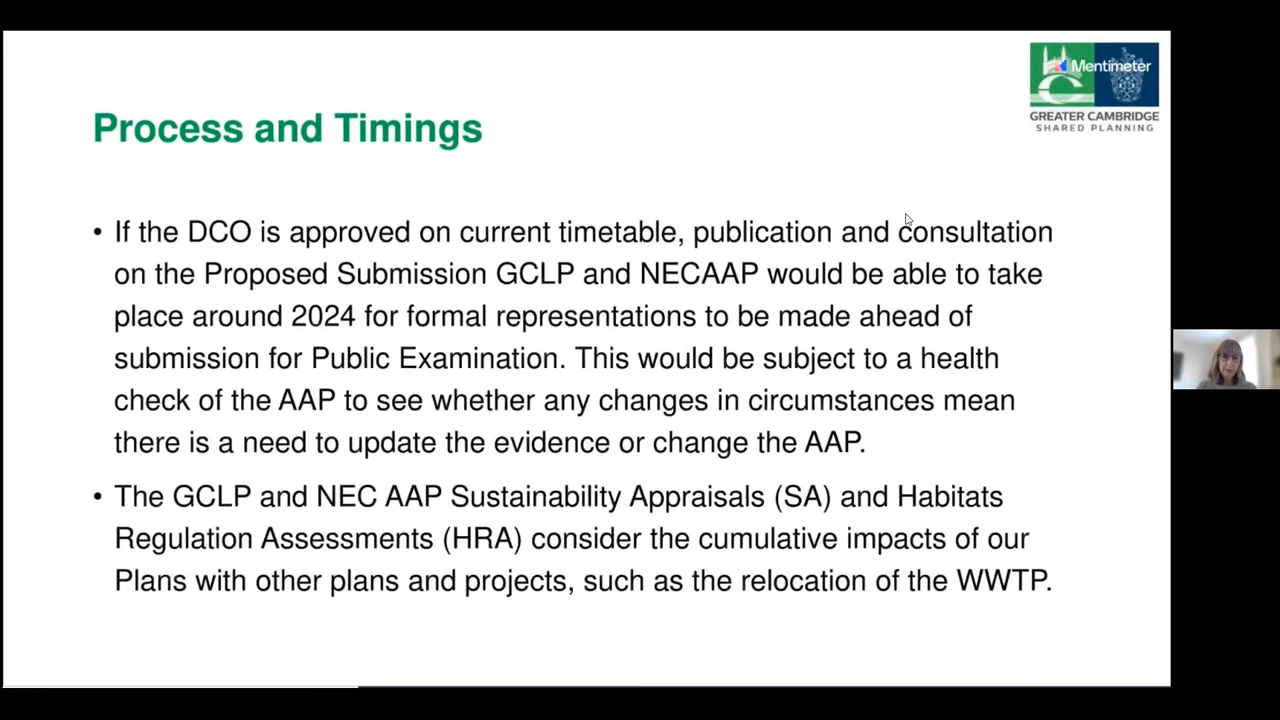 Mentimeter
GREATER CAMBRIDGE
SHARED PLANNING
Process and Timings
• If the DCO is approved on current timetable, publication and consultation
on the Proposed Submission GCLP and NECAAP would be able to take
place around 2024 for formal representations to be made ahead of
submission for Public Examination. This would be subject to a health
check of the AAP to see whether any changes in circumstances mean
there is a need to update the evidence or change the AAP.
• The GCLP and NEC AAP Sustainability Appraisals (SA) and Habitats
Regulation Assessments (HRA) consider the cumulative impacts of our
Plans with other plans and projects, such as the relocation of the WWTP.